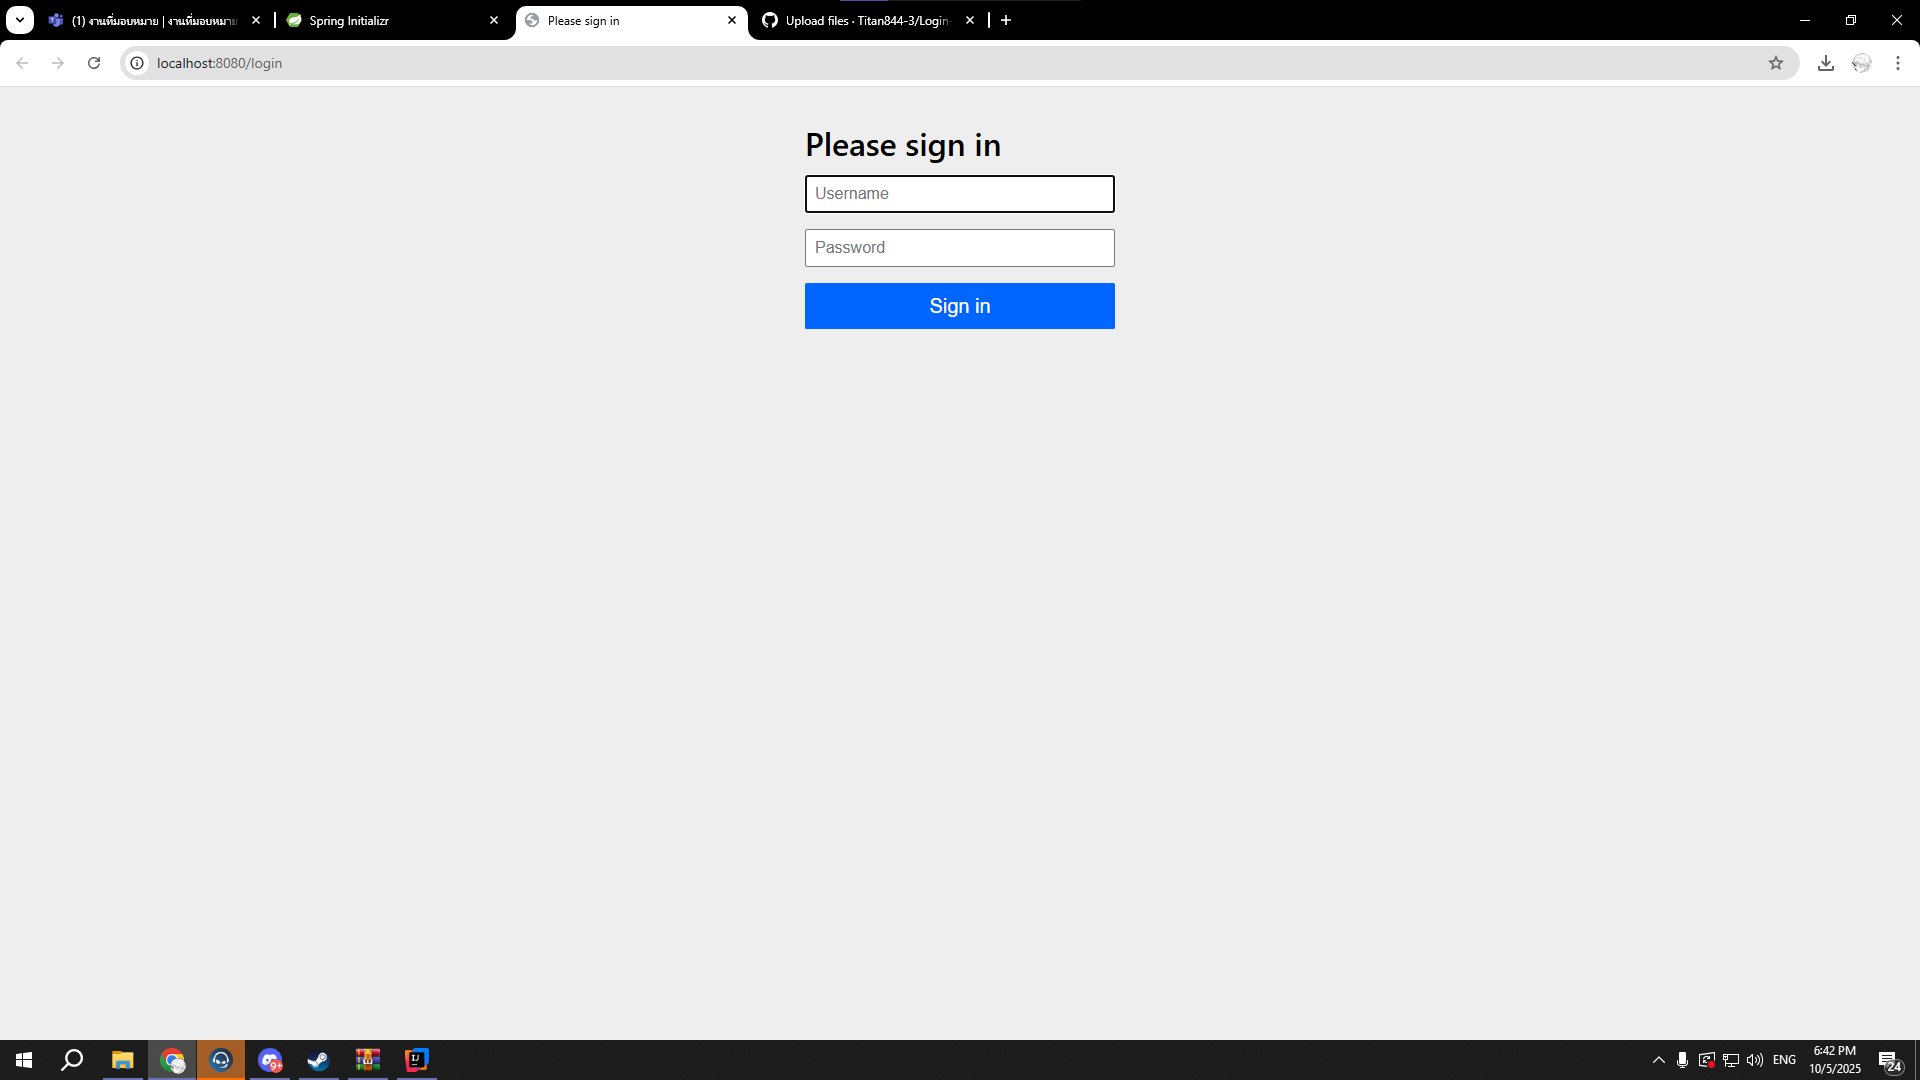 (1) งานที่มอบหมาย | งานที่มอบหมาย
Spring Initializr
Please sign in
Upload files · Titan844-3/Login-
localhost:8080/login
Please sign in
Username
Password
Sign in
9+
ENG
6:42 PM
10/5/2025
24